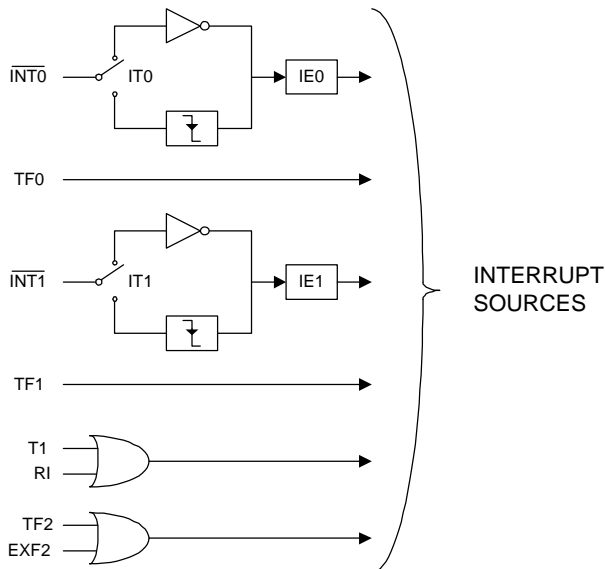 INT0
IT0
IE0
TF0
INT1
IT1
IE1
INTERRUPT
SOURCES
TF1
T1
RI
TF2
EXF2